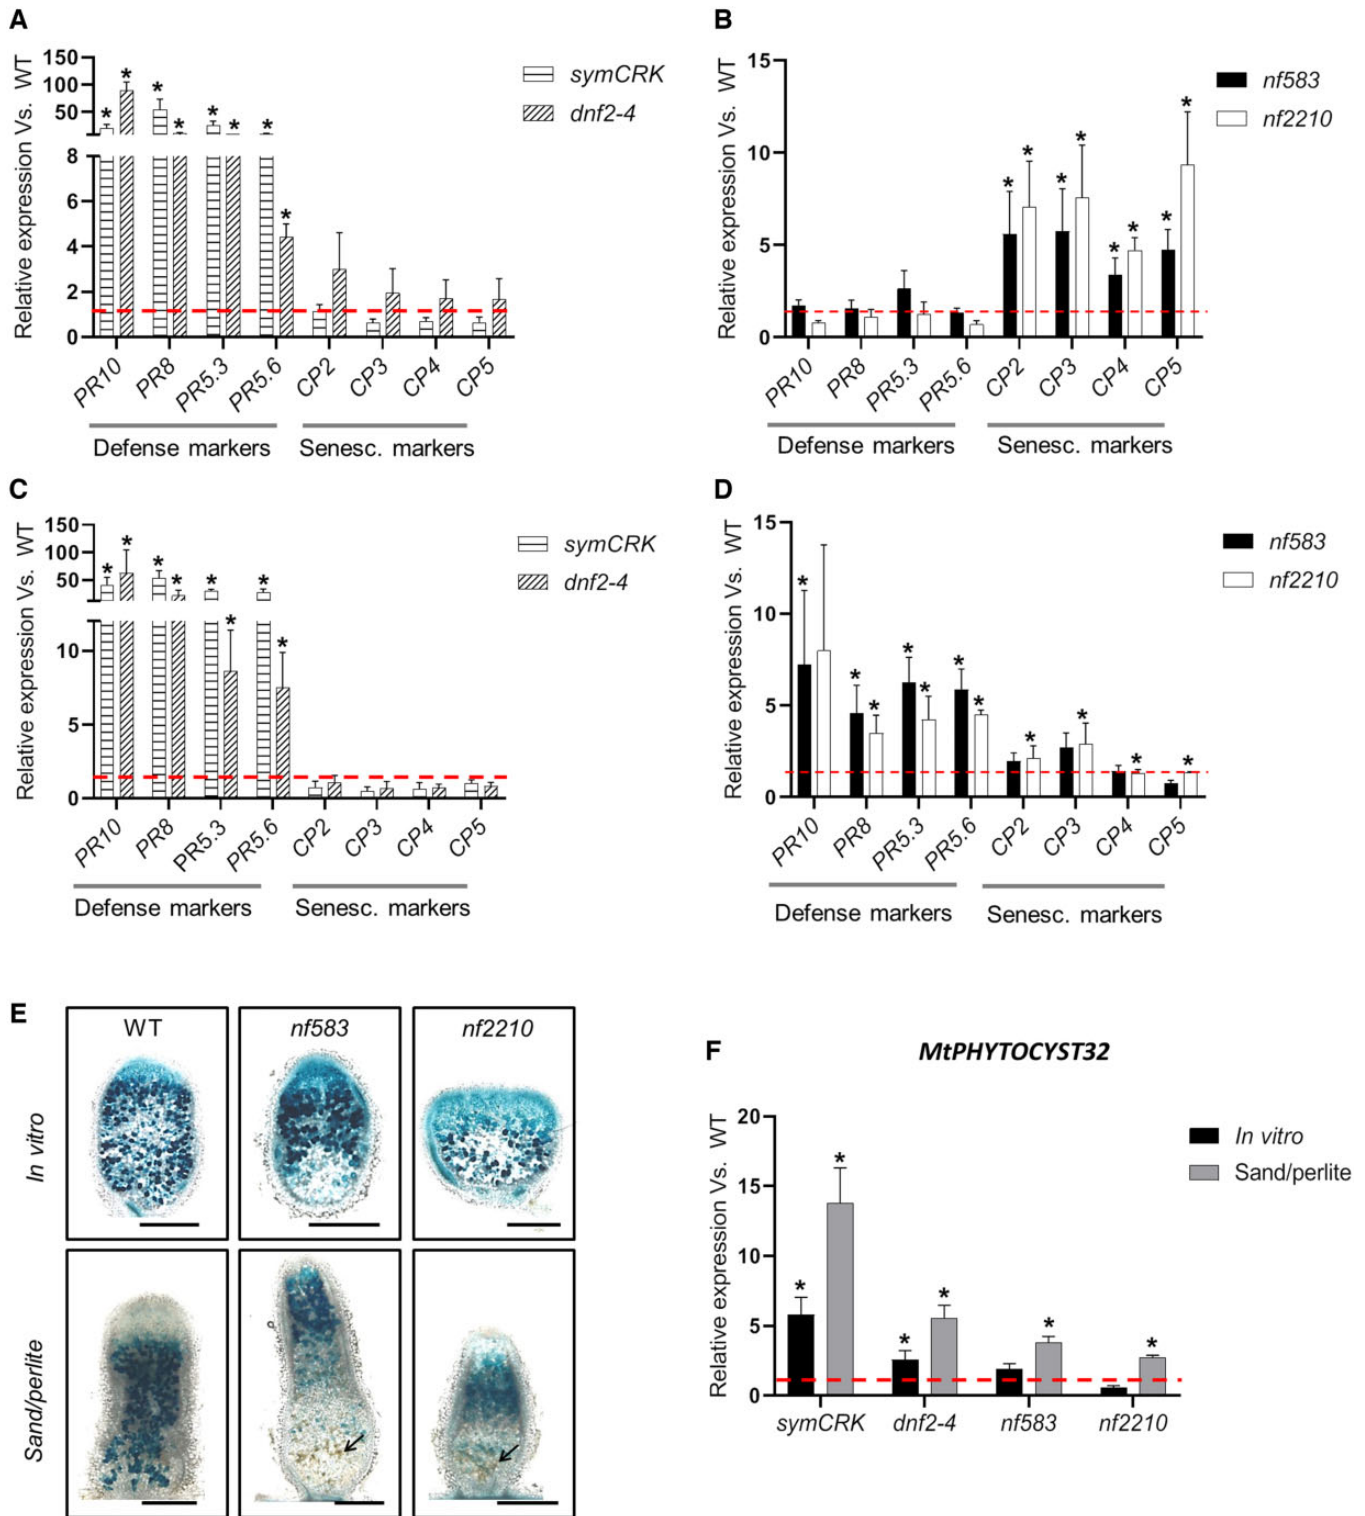 A
Relative expression Vs. WT
150
100
50
8
6
4
2
0
* * * * * * * *
symCRK
dnf2-4
PR10 PR8 PR5.3 PR5.6 CP2 CP3 CP4 CP5
Defense markers Senesc. markers
B
Relative expression Vs. WT
15
10
5
0
* * * * * * * *
nf583
nf2210
PR10 PR8 PR5.3 PR5.6 CP2 CP3 CP4 CP5
Defense markers Senesc. markers
C
Relative expression Vs. WT
150
100
50
10
5
0
* * * * * * * *
symCRK
dnf2-4
PR10 PR8 PR5.3 PR5.6 CP2 CP3 CP4 CP5
Defense markers Senesc. markers
D
Relative expression Vs. WT
15
10
5
0
* * * * * * * * * * *
nf583
nf2210
PR10 PR8 PR5.3 PR5.6 CP2 CP3 CP4 CP5
Defense markers Senesc. markers
E
WT nf583 nf2210
In vitro
Sand/perlite
F
MtPHYTOCYST32
Relative expression Vs. WT
20
15
10
5
0
* * * * * *
In vitro
Sand/perlite
symCRK dnf2-4 nf583 nf2210